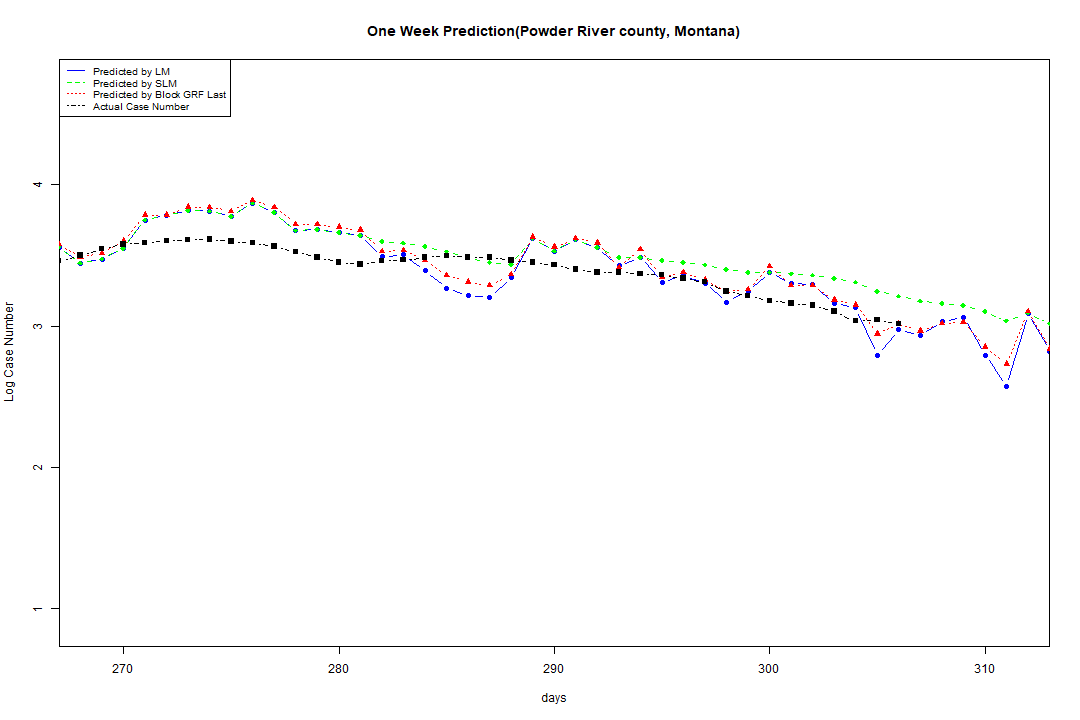 One Week Prediction(Powder River county, Montana)
Predicted by LM
Predicted by SLM
Predicted by Block GRF Last
Actual Case Number
4
3
2
1
Log Case Number
270 280 290 300 310
days